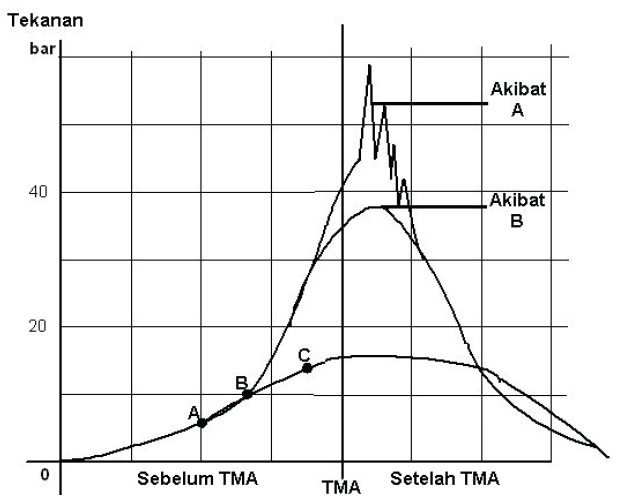 Tekanan
bar
Akibat
A
40
Akibat
B
20
C
B
A
0
Sebelum TMA
TMA
Setelah TMA